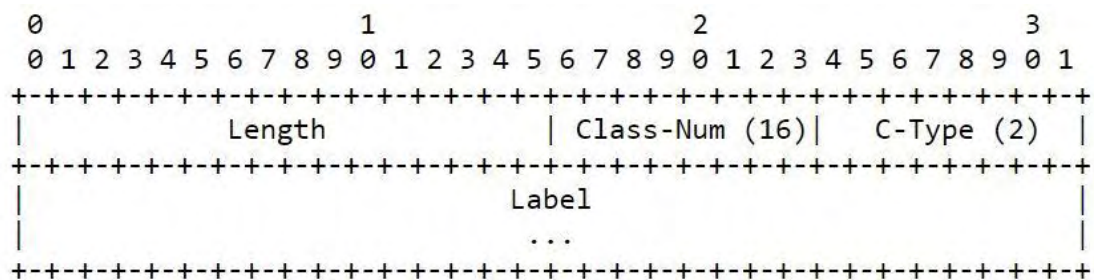 0                   1                   2                   3
 0 1 2 3 4 5 6 7 8 9 0 1 2 3 4 5 6 7 8 9 0 1 2 3 4 5 6 7 8 9 0 1
+-+-+-+-+-+-+-+-+-+-+-+-+-+-+-+-+-+-+-+-+-+-+-+-+-+-+-+-+-+-+-+-+
|            Length             | Class-Num (16)|   C-Type (2)  |
+-+-+-+-+-+-+-+-+-+-+-+-+-+-+-+-+-+-+-+-+-+-+-+-+-+-+-+-+-+-+-+-+
|                             Label                             |
|                              ...                              |
+-+-+-+-+-+-+-+-+-+-+-+-+-+-+-+-+-+-+-+-+-+-+-+-+-+-+-+-+-+-+-+-+